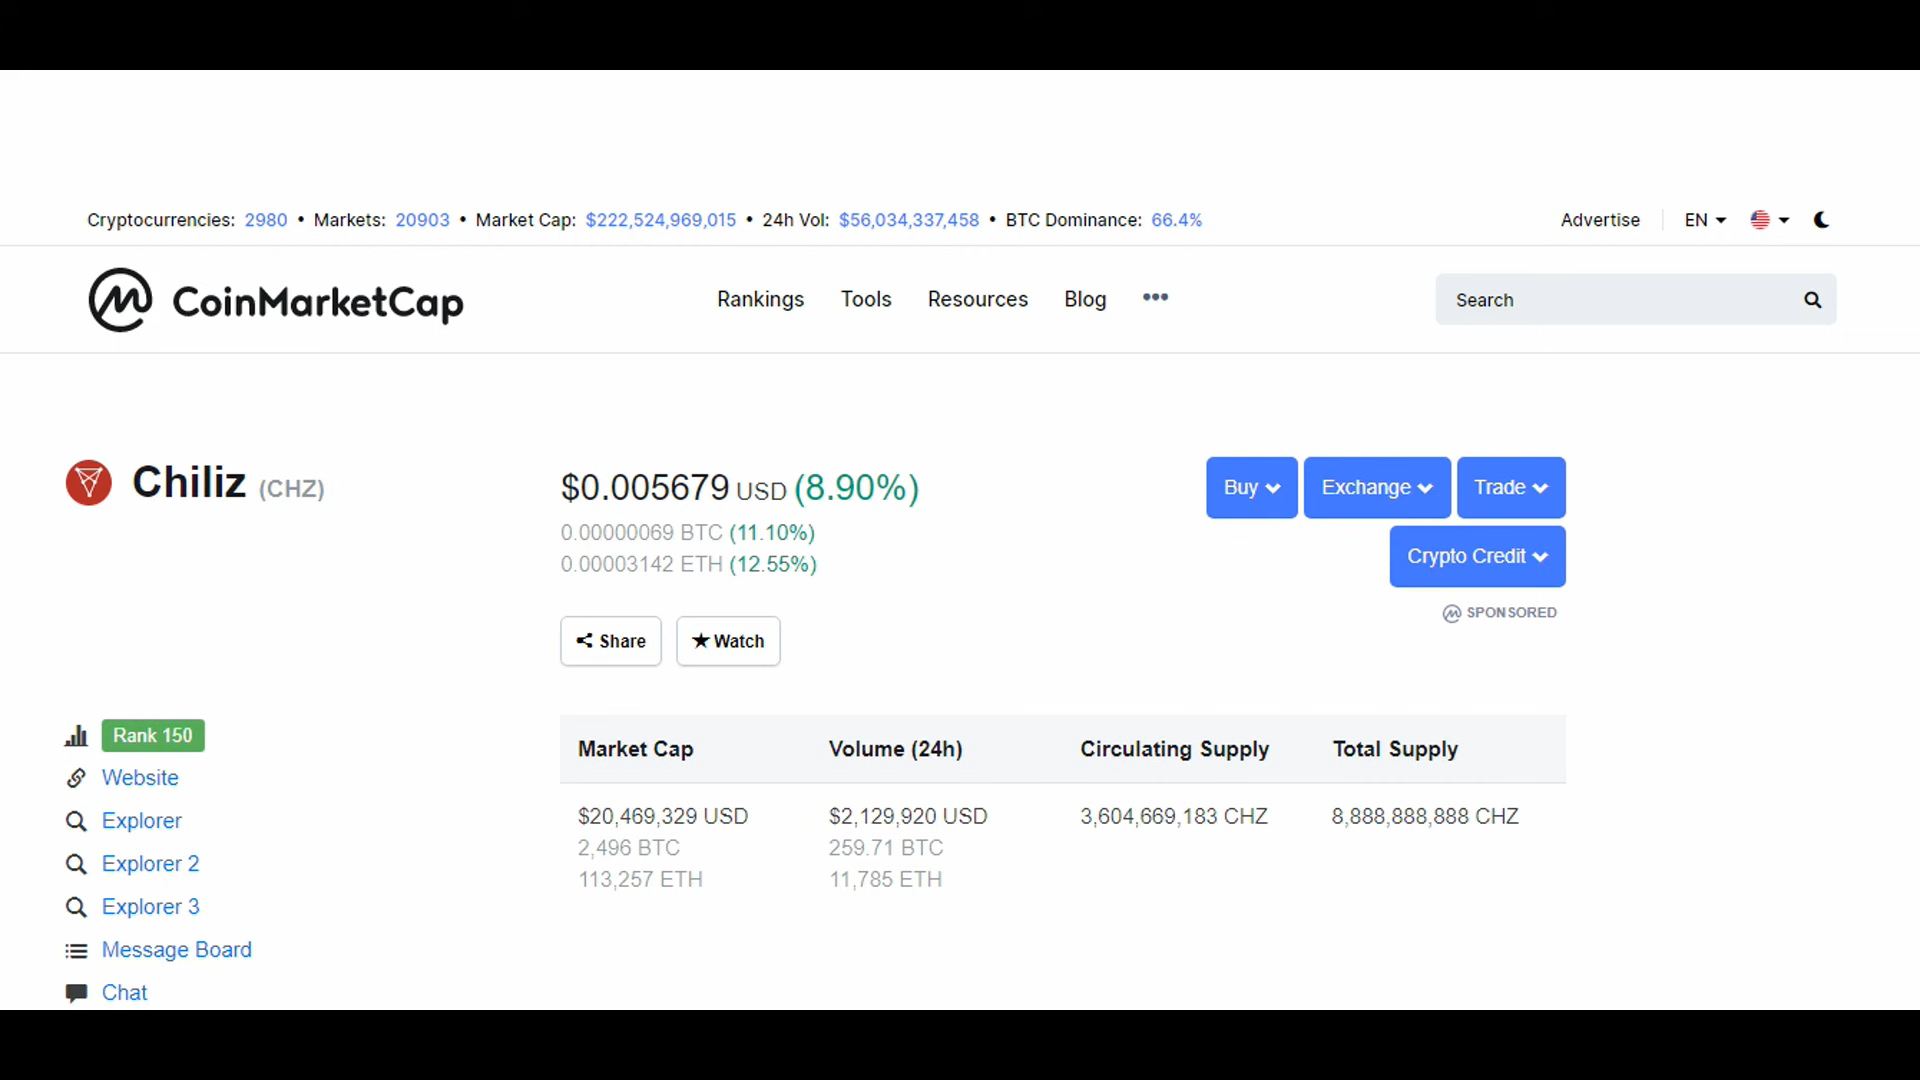 Cryptocurrencies: 2980 • Markets: 20903 • Market Cap: $222,524,969,015 • 24h Vol: $56,034,337,458 • BTC Dominance: 66.4% Advertise EN
CoinMarketCap Rankings Tools Resources Blog ••• Search
Chiliz (CHZ)
$0.005679 USD (8.90%)
0.00000069 BTC (11.10%)
0.00003142 ETH (12.55%)
Buy Exchange Trade
Crypto Credit
SPONSORED
Share Watch
Rank 150
Website
Explorer
Explorer 2
Explorer 3
Message Board
Chat
Market Cap Volume (24h) Circulating Supply Total Supply
$20,469,329 USD $2,129,920 USD 3,604,669,183 CHZ 8,888,888,888 CHZ
2,496 BTC 259.71 BTC
113,257 ETH 11,785 ETH